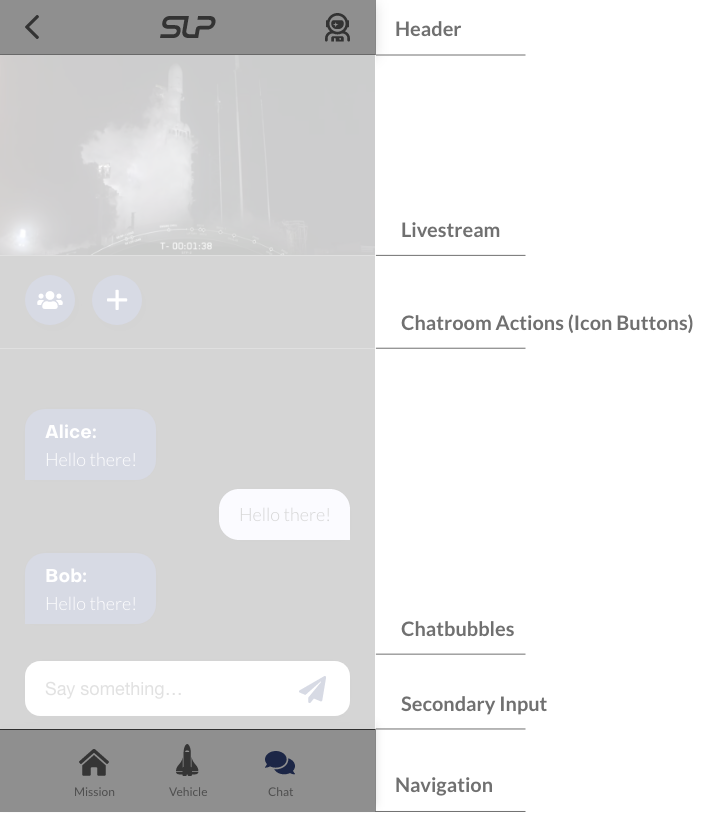 SLP
Header
Livestream
T- 00:01:38
Chatroom Actions (Icon Buttons)
Alice:
Hello there!
Hello there!
Bob:
Hello there!
Chatbubbles
Say something...
Secondary Input
Mission
Vehicle
Chat
Navigation